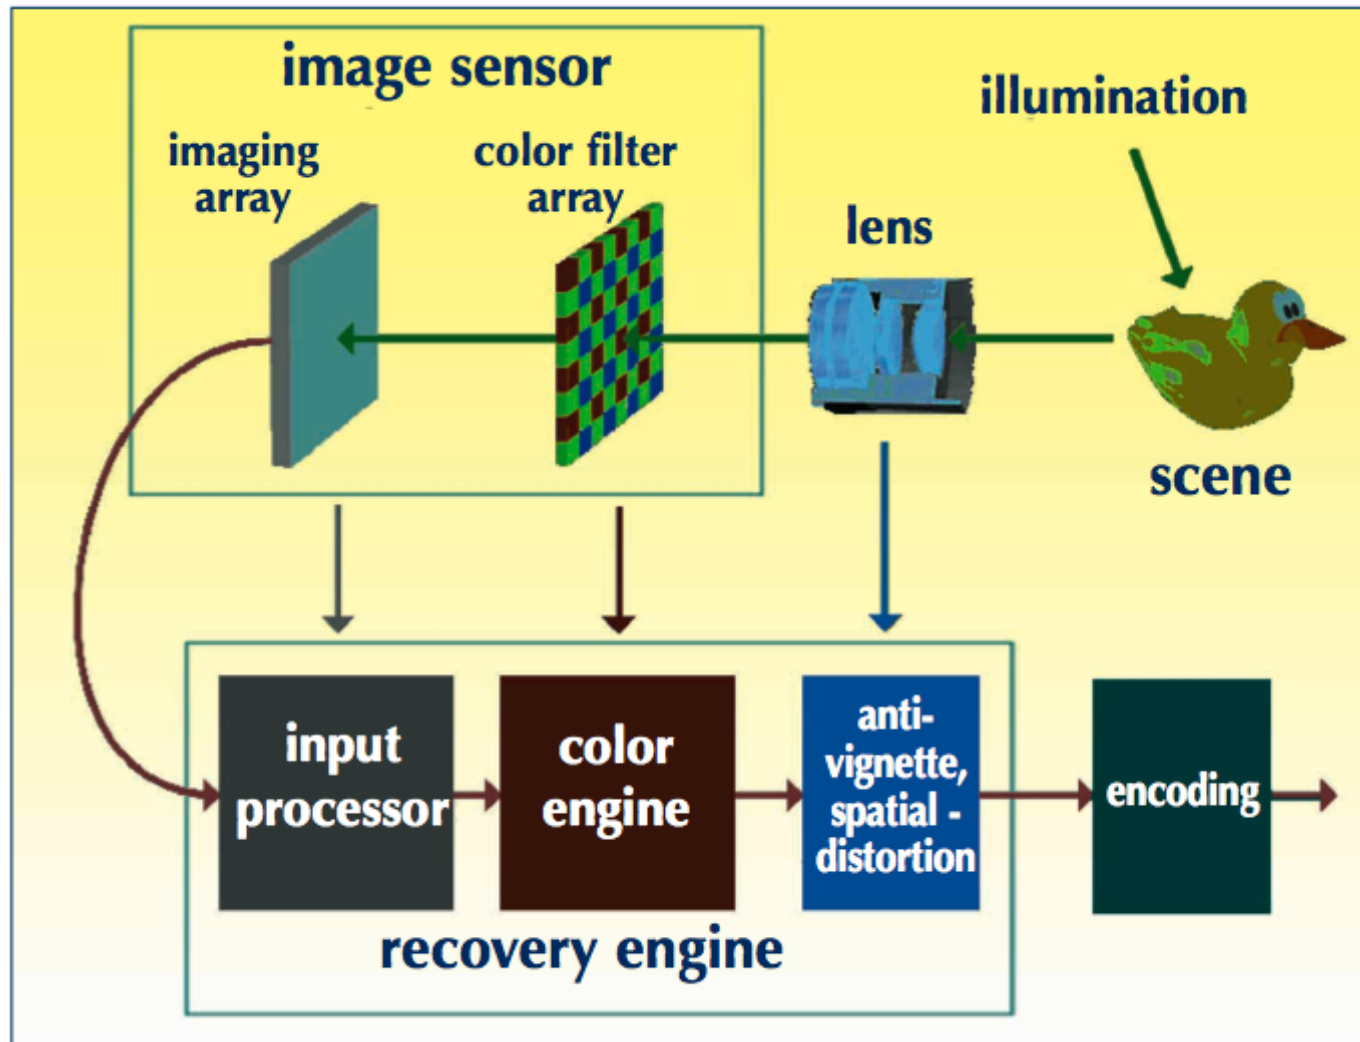 image sensor
illumination
imaging
array
color filter
array
lens
scene
input
processor
color
engine
anti-
vignette,
spatial -
distortion
encoding
recovery engine